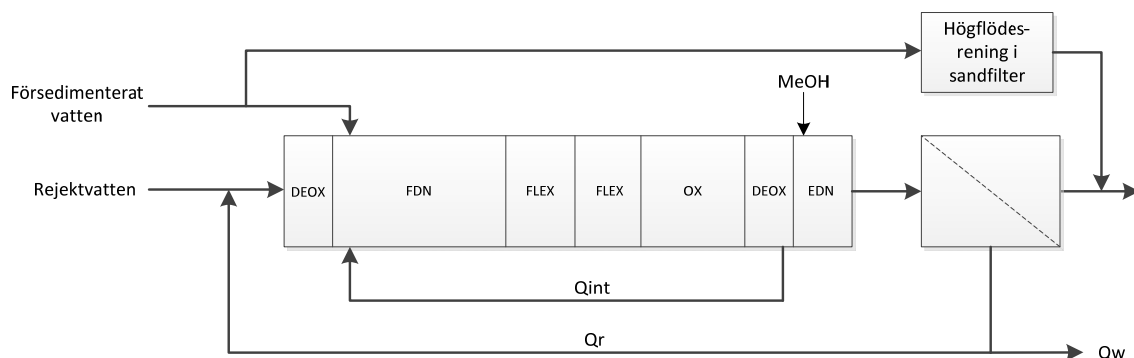 Högflödes-
rening i
sandfilter
MeOH
Försedimenterat
vatten
Rejektvatten
DEOX
FDN
FLEX
FLEX
OX
DEOX
EDN
Qint
Qr
Qw